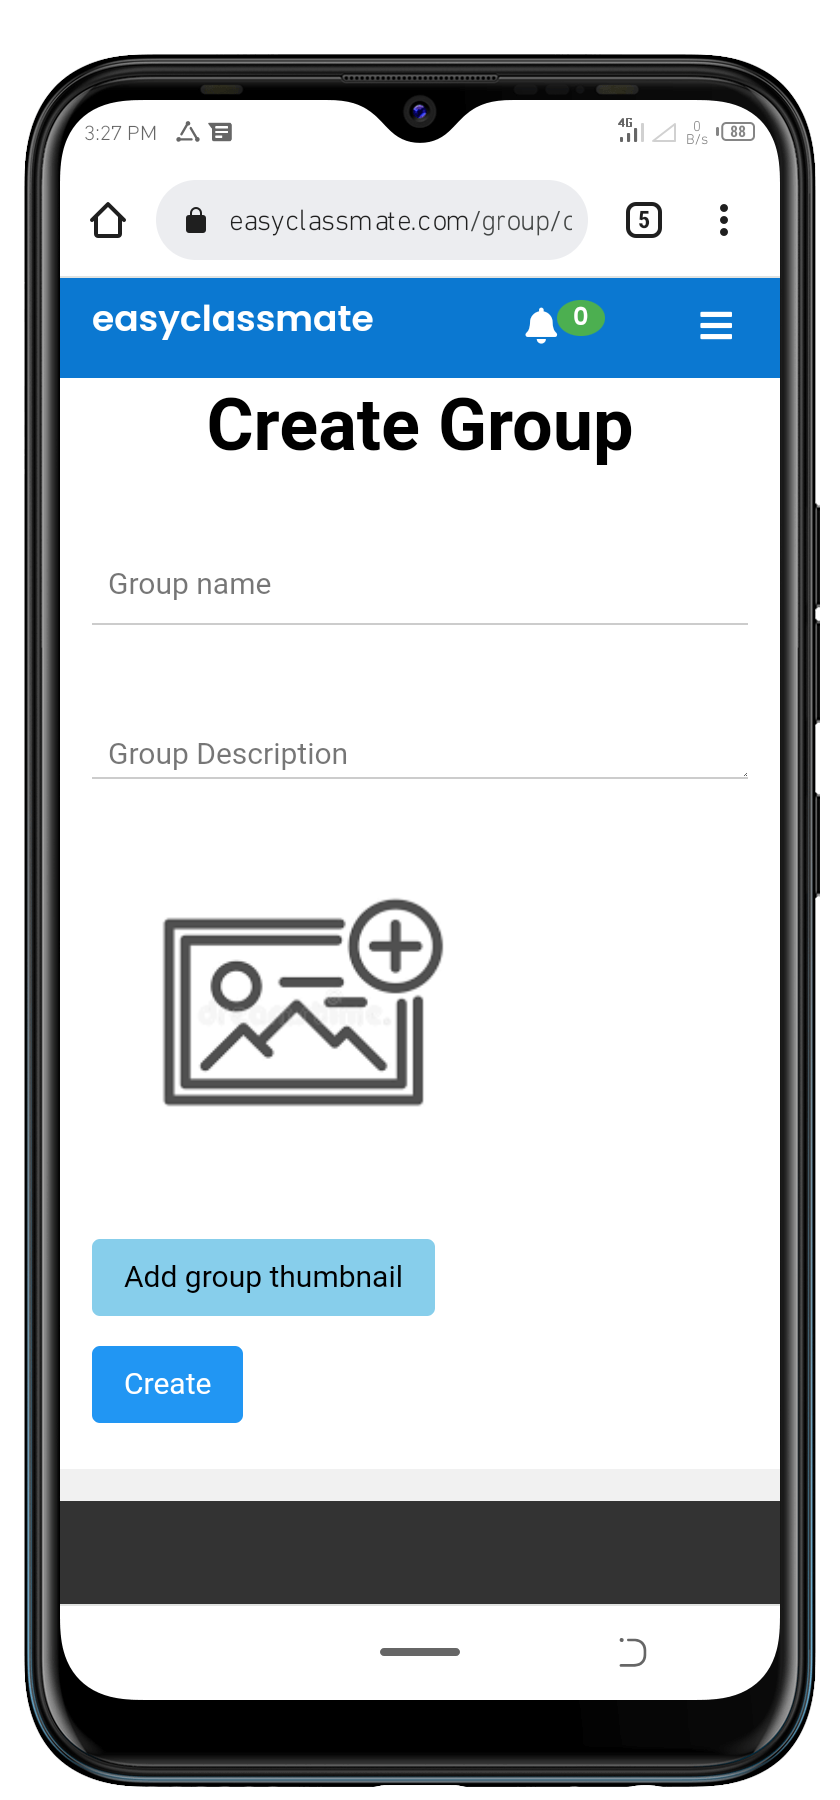 3:27 PM
4G
0
B/s
88
easyclassmate.com/group/c
5
easyclassmate
0
Create Group
Group name
Group Description
Add group thumbnail
Create